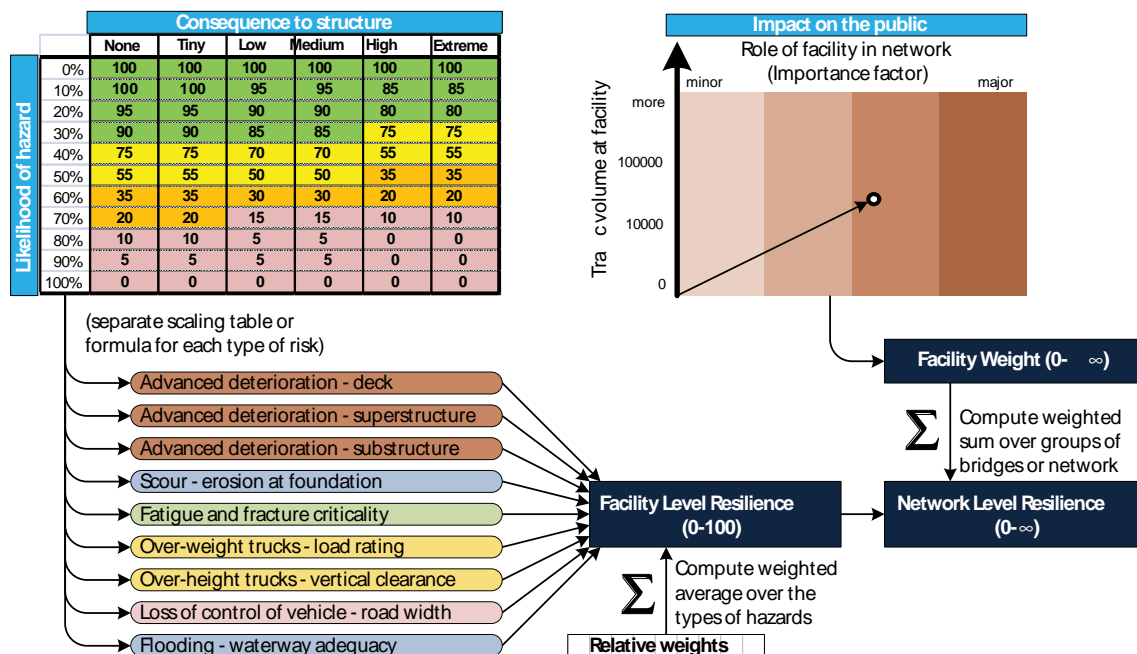 Consequence to structure
None Tiny Low Medium High Extreme
Likelihood of hazard
0% 100 100 100 100 100 100
10% 100 100 95 95 85 85
20% 95 95 90 90 80 80
30% 90 90 85 85 75 75
40% 75 75 70 70 55 55
50% 55 55 50 50 35 35
60% 35 35 30 30 20 20
70% 20 20 15 15 10 10
80% 10 10 5 5 0 0
90% 5 5 5 5 0 0
100% 0 0 0 0 0 0
(separate scaling table or
formula for each type of risk)
Impact on the public
Role of facility in network
(Importance factor)
minor major
Tra c volume at facility
more
100000
10000
0
Advanced deterioration - deck
Advanced deterioration - superstructure
Advanced deterioration - substructure
Scour - erosion at foundation
Fatigue and fracture criticality
Over-weight trucks - load rating
Over-height trucks - vertical clearance
Loss of control of vehicle - road width
Flooding - waterway adequacy
Facility Level Resilience
(0-100)
Σ
Compute weighted
average over the
types of hazards
Relative weights
Facility Weight (0- ∞)
Σ
Compute weighted
sum over groups of
bridges or network
Network Level Resilience
(0-∞)